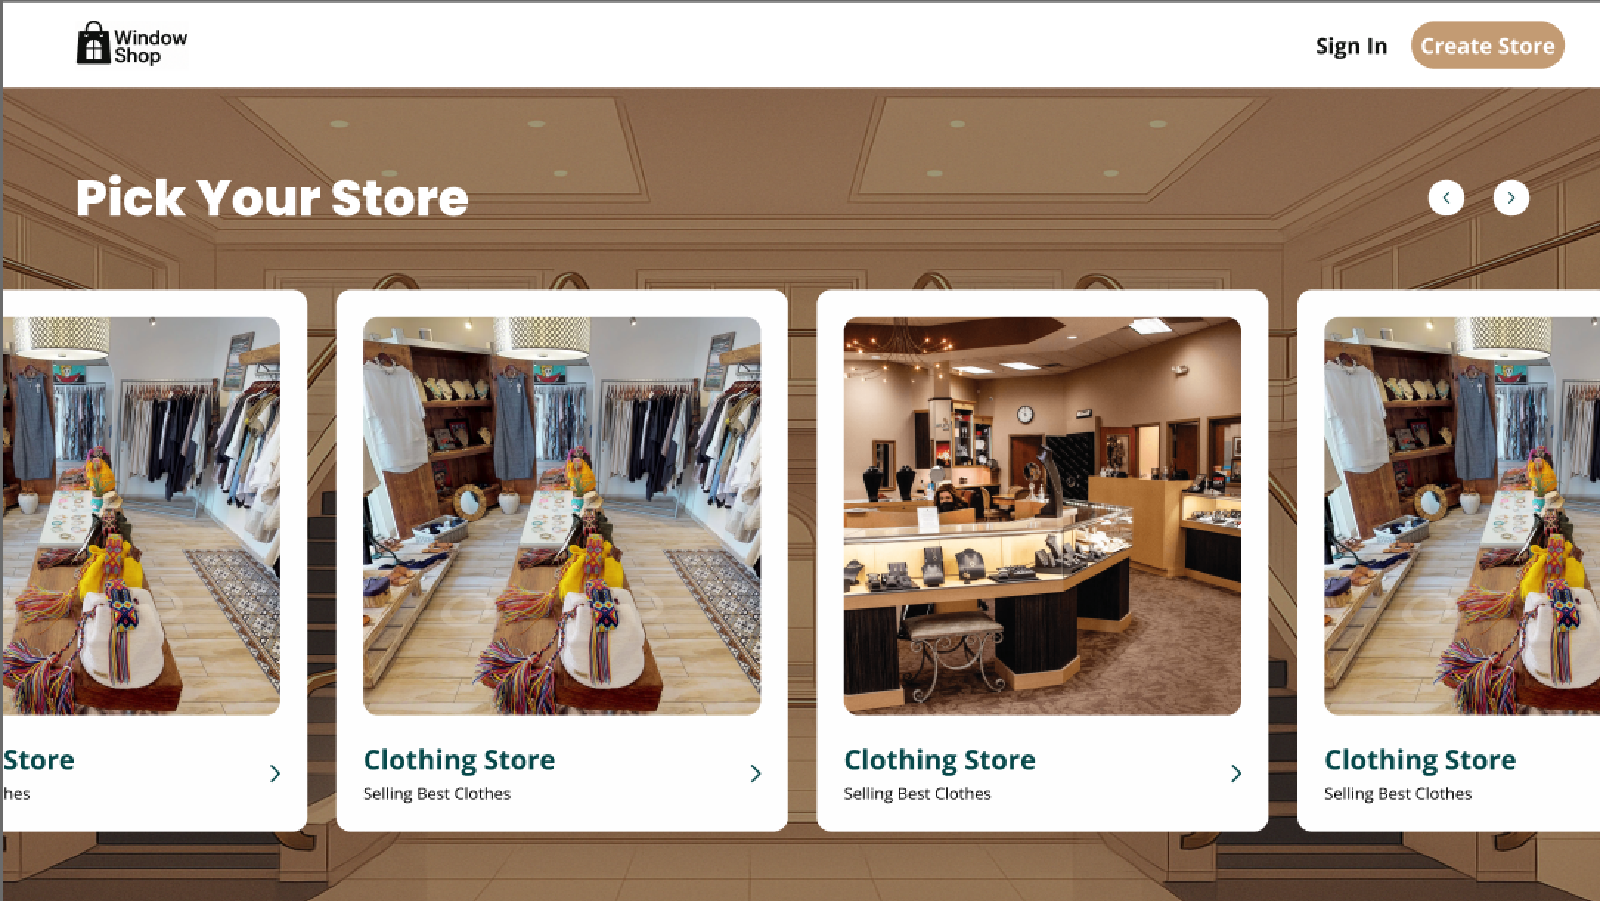 Window
Shop
Sign In
Create Store
Pick Your Store
Store
hes
Clothing Store
Selling Best Clothes
Clothing Store
Selling Best Clothes
Clothing Store
Selling Best Clothes